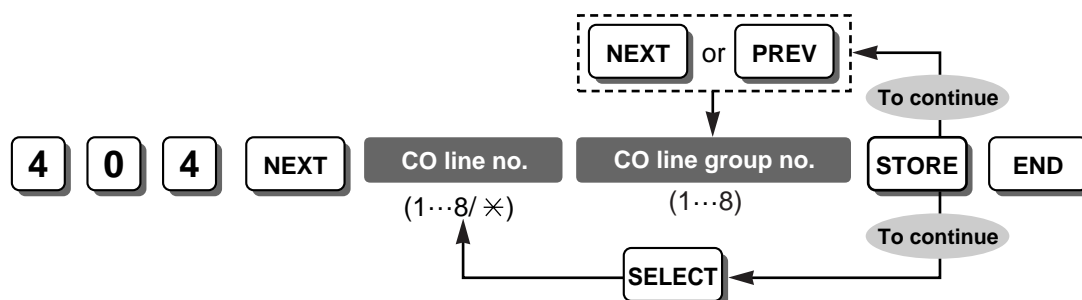 NEXT or PREV
To continue
4 0 4 NEXT CO line no. CO line group no. STORE END
(1···8/✳) (1···8)
To continue
SELECT